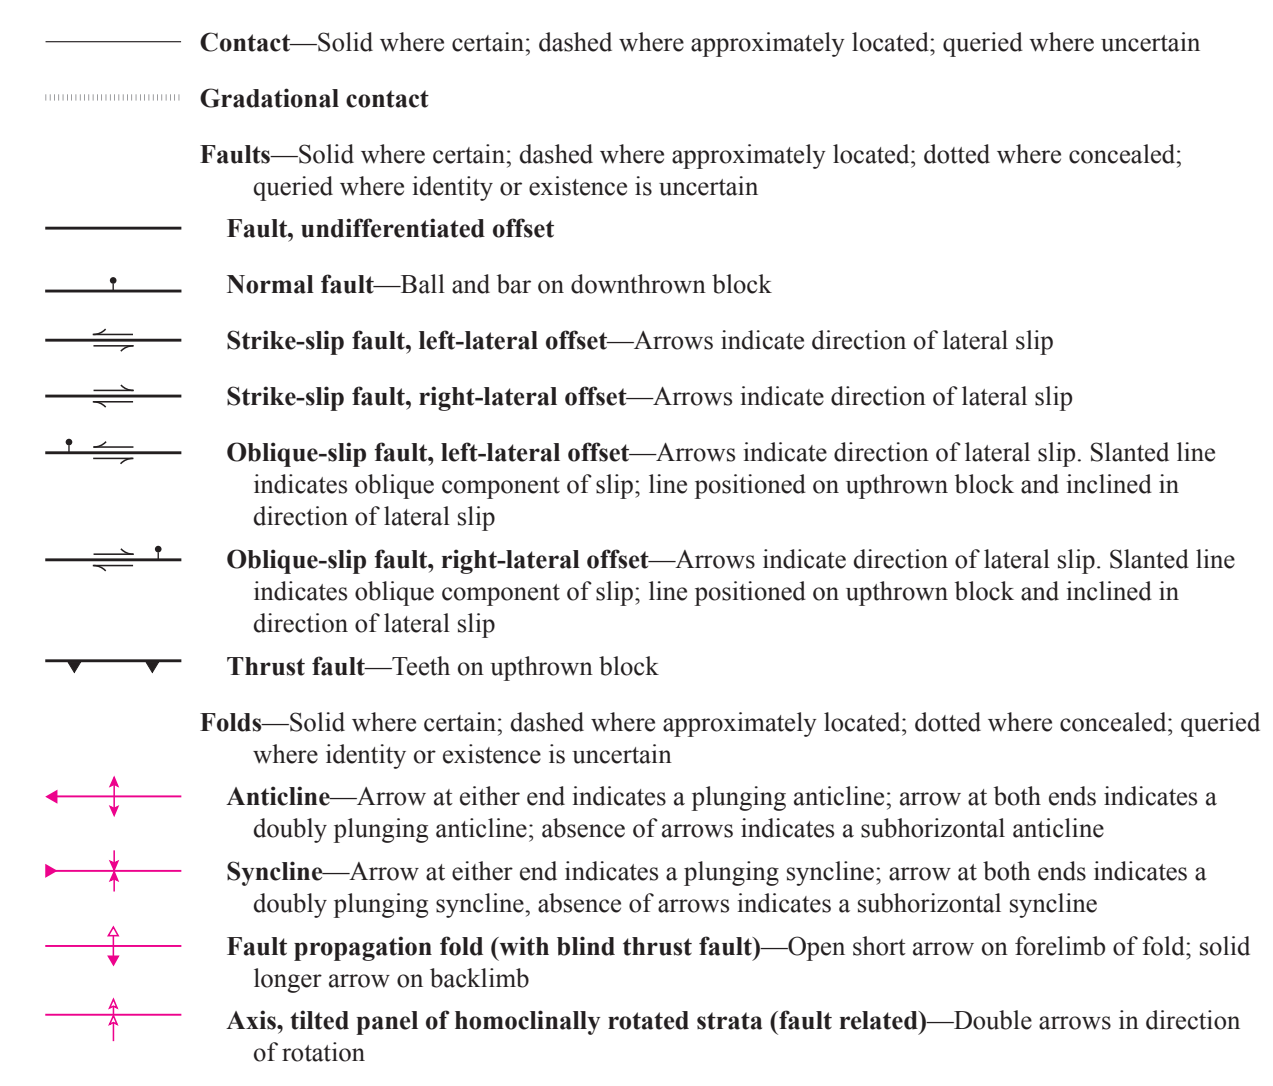 Contact—Solid where certain; dashed where approximately located; queried where uncertain
Gradational contact
Faults—Solid where certain; dashed where approximately located; dotted where concealed;
queried where identity or existence is uncertain
Fault, undifferentiated offset
Normal fault—Ball and bar on downthrown block
Strike-slip fault, left-lateral offset—Arrows indicate direction of lateral slip
Strike-slip fault, right-lateral offset—Arrows indicate direction of lateral slip
Oblique-slip fault, left-lateral offset—Arrows indicate direction of lateral slip. Slanted line
indicates oblique component of slip; line positioned on upthrown block and inclined in
direction of lateral slip
Oblique-slip fault, right-lateral offset—Arrows indicate direction of lateral slip. Slanted line
indicates oblique component of slip; line positioned on upthrown block and inclined in
direction of lateral slip
Thrust fault—Teeth on upthrown block
Folds—Solid where certain; dashed where approximately located; dotted where concealed; queried
where identity or existence is uncertain
Anticline—Arrow at either end indicates a plunging anticline; arrow at both ends indicates a
doubly plunging anticline; absence of arrows indicates a subhorizontal anticline
Syncline—Arrow at either end indicates a plunging syncline; arrow at both ends indicates a
doubly plunging syncline, absence of arrows indicates a subhorizontal syncline
Fault propagation fold (with blind thrust fault)—Open short arrow on forelimb of fold; solid
longer arrow on backlimb
Axis, tilted panel of homoclinally rotated strata (fault related)—Double arrows in direction
of rotation